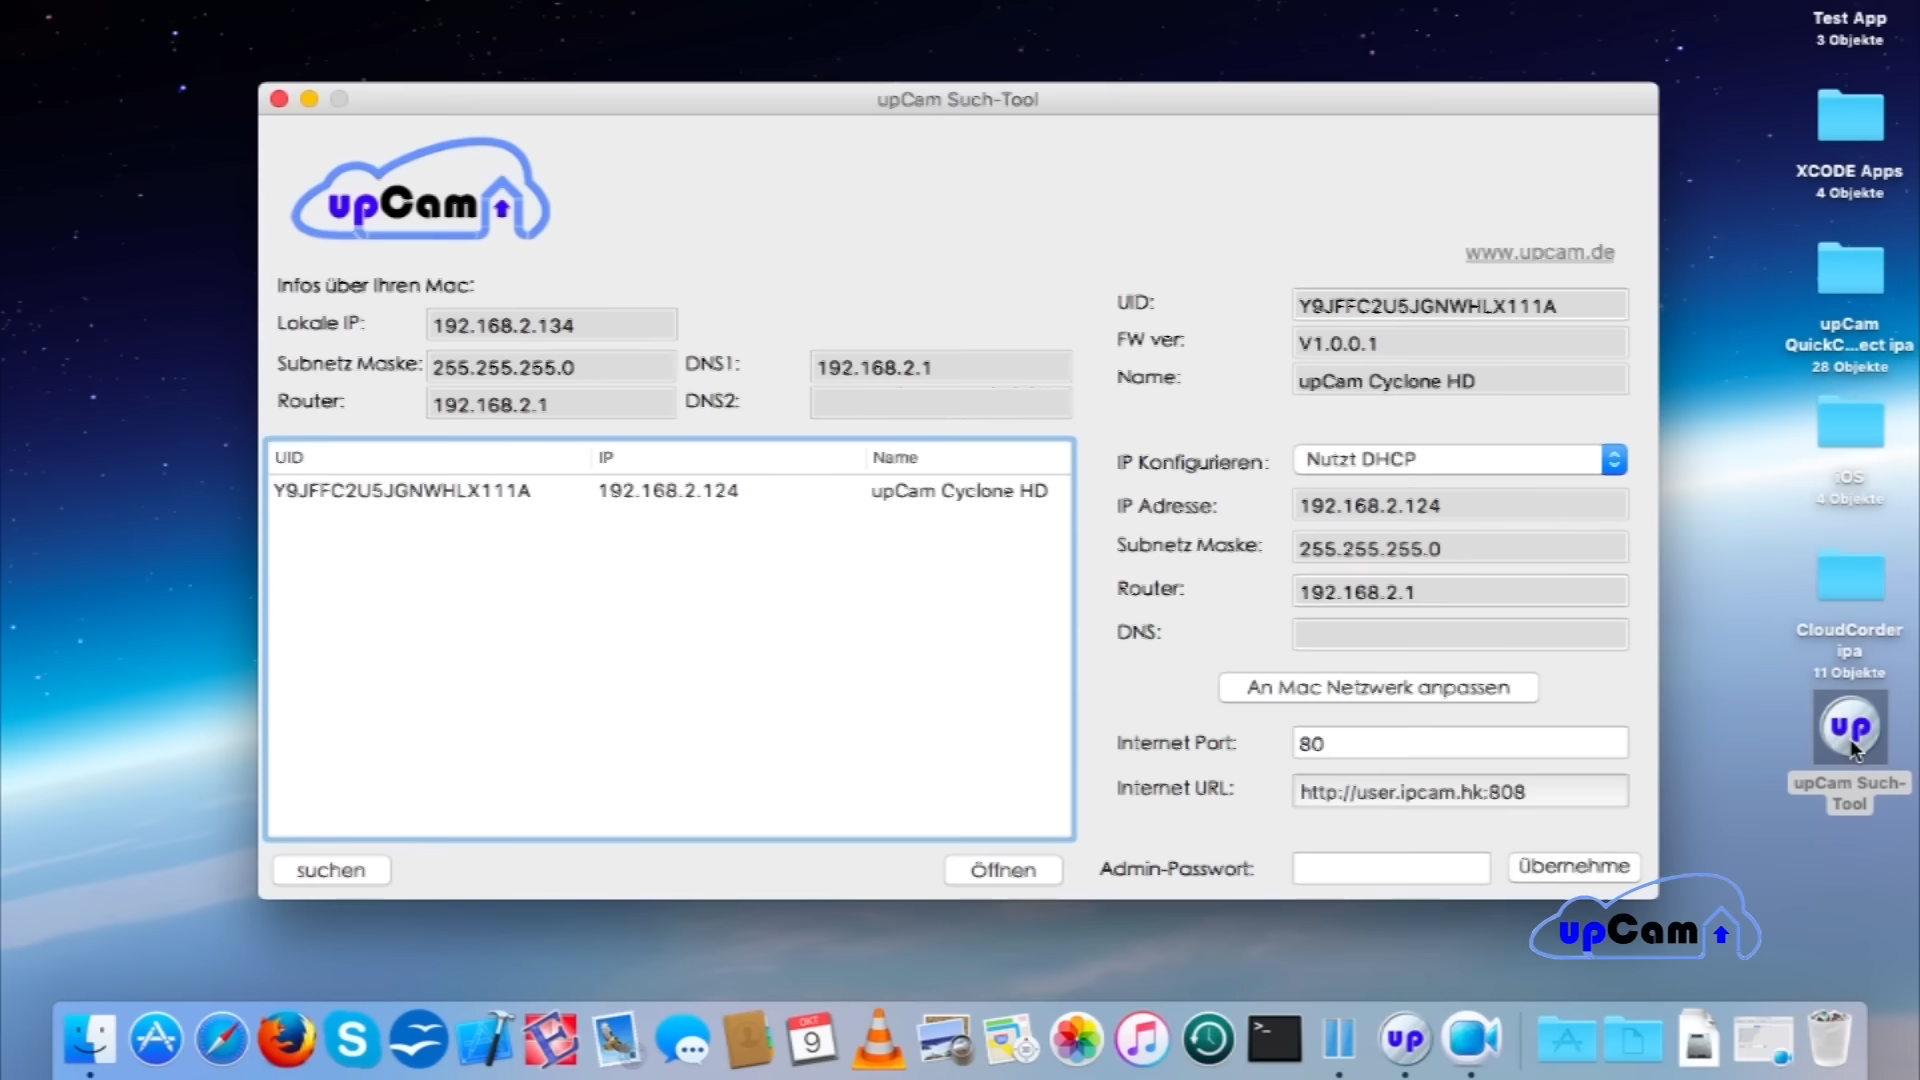 Test App
3 Objekte
upCam Such-Tool
upCam
www.upcam.de
Infos über Ihren Mac:
Lokale IP: 192.168.2.134
Subnetz Maske: 255.255.255.0 DNS1: 192.168.2.1
Router: 192.168.2.1 DNS2:
UID IP Name
Y9JFFC2U5JGNWHLX111A 192.168.2.124 upCam Cyclone HD
suchen
Öffnen
UID: Y9JFFC2U5JGNWHLX111A
FW ver: V1.0.0.1
Name: upCam Cyclone HD
IP Konfigurieren: Nutzt DHCP
IP Adresse: 192.168.2.124
Subnetz Maske: 255.255.255.0
Router: 192.168.2.1
DNS:
An Mac Netzwerk anpassen
Internet Port: 80
Internet URL: http://user.ipcam.hk:808
Admin-Passwort:
übernehme
XCODE Apps
4 Objekte
upCam
QuickC...ect ipa
28 Objekte
iOS
4 Objekte
CloudCorder
ipa
11 Objekte
up
upCam Such-
Tool
upCam
OKT
9
up